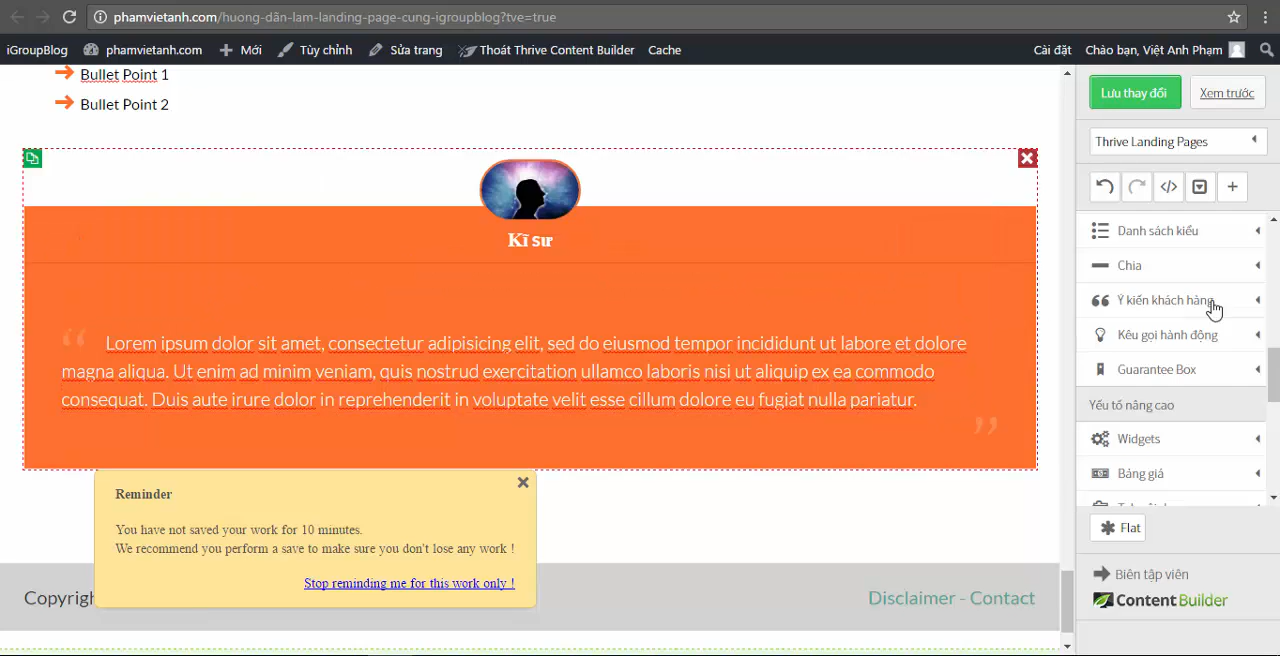 phamvietanh.com/huong-dẫn-lam-landing-page-cung-igroupblog?tve=true
iGroupBlog phamvietanh.com Mới Tùy chỉnh Sửa trang Thoát Thrive Content Builder Cache Cài đặt Chào bạn, Việt Anh Phạm
Bullet Point 1
Bullet Point 2
Kĩ sư
“ Lorem ipsum dolor sit amet, consectetur adipisicing elit, sed do eiusmod tempor incididunt ut labore et dolore
magna aliqua. Ut enim ad minim veniam, quis nostrud exercitation ullamco laboris nisi ut aliquip ex ea commodo
consequat. Duis aute irure dolor in reprehenderit in voluptate velit esse cillum dolore eu fugiat nulla pariatur.
”
Reminder
You have not saved your work for 10 minutes.
We recommend you perform a save to make sure you don't lose any work !
Stop reminding me for this work only !
Disclaimer - Contact
Lưu thay đổi Xem trước
Thrive Landing Pages
Danh sách kiểu
Chia
Ý kiến khách hàng
Kêu gọi hành động
Guarantee Box
Yếu tố nâng cao
Widgets
Bảng giá
Flat
Biên tập viên
Content Builder